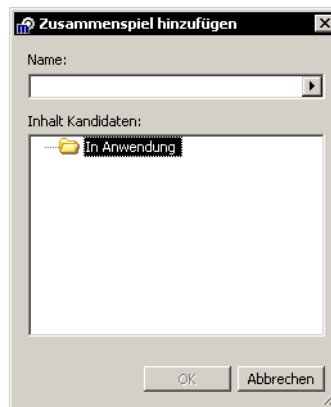 Zusammenspiel hinzufügen
Name:
Inhalt Kandidaten:
In Anwendung
OK
Abbrechen